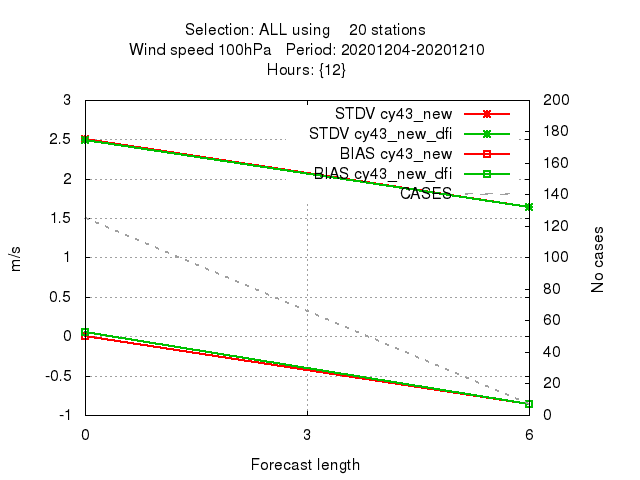 Selection: ALL using    20 stations
Wind speed 100hPa   Period: 20201204-20201210
Hours: {12}
STDV cy43_new
STDV cy43_new_dfi
BIAS cy43_new
BIAS cy43_new_dfi
CASES
3
2.5
2
1.5
1
0.5
0
-0.5
-1
m/s
200
180
160
140
120
100
80
60
40
20
0
No cases
0 3 6
Forecast length